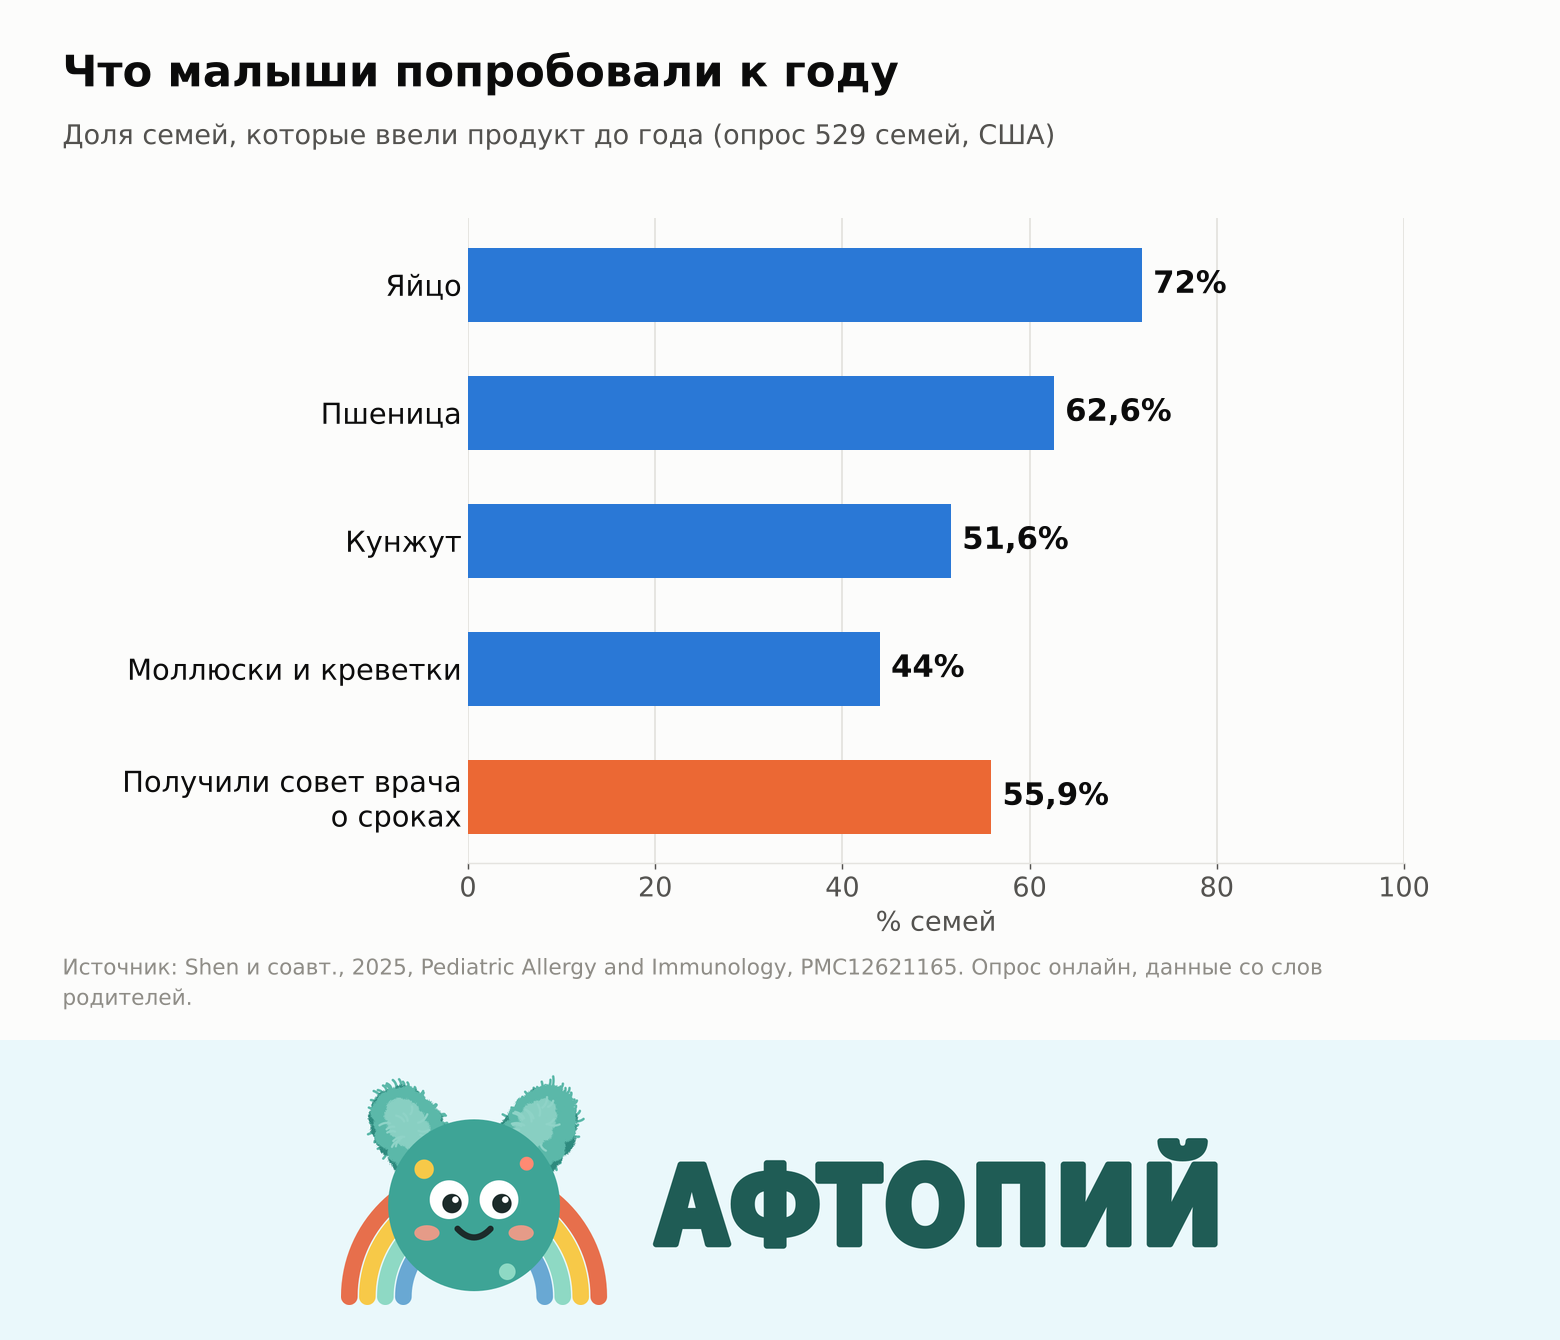 Что малыши попробовали к году
Доля семей, которые ввели продукт до года (опрос 529 семей, США)
Яйцо
72%
Пшеница
62,6%
Кунжут
51,6%
Моллюски и креветки
44%
Получили совет врача
о сроках
55,9%
0 20 40 60 80 100
% семей
Источник: Shen и соавт., 2025, Pediatric Allergy and Immunology, PMC12621165. Опрос онлайн, данные со слов
родителей.
АФТОПИЙ